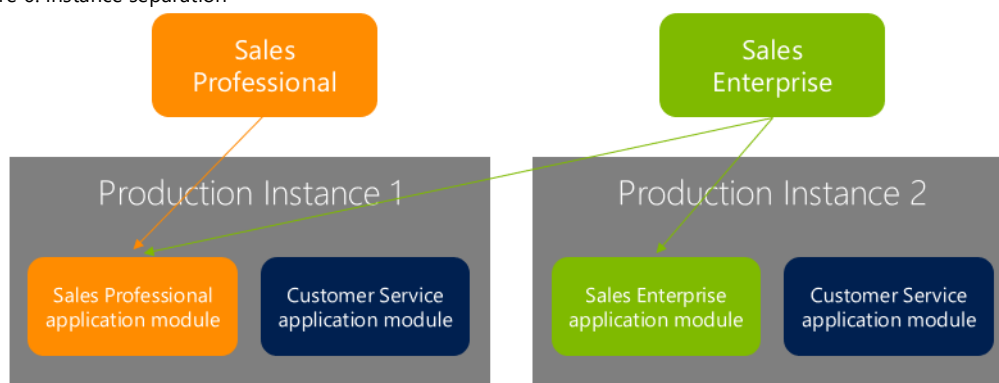 Sales
Professional
Sales
Enterprise
Production Instance 1
Production Instance 2
Sales Professional
application module
Customer Service
application module
Sales Enterprise
application module
Customer Service
application module